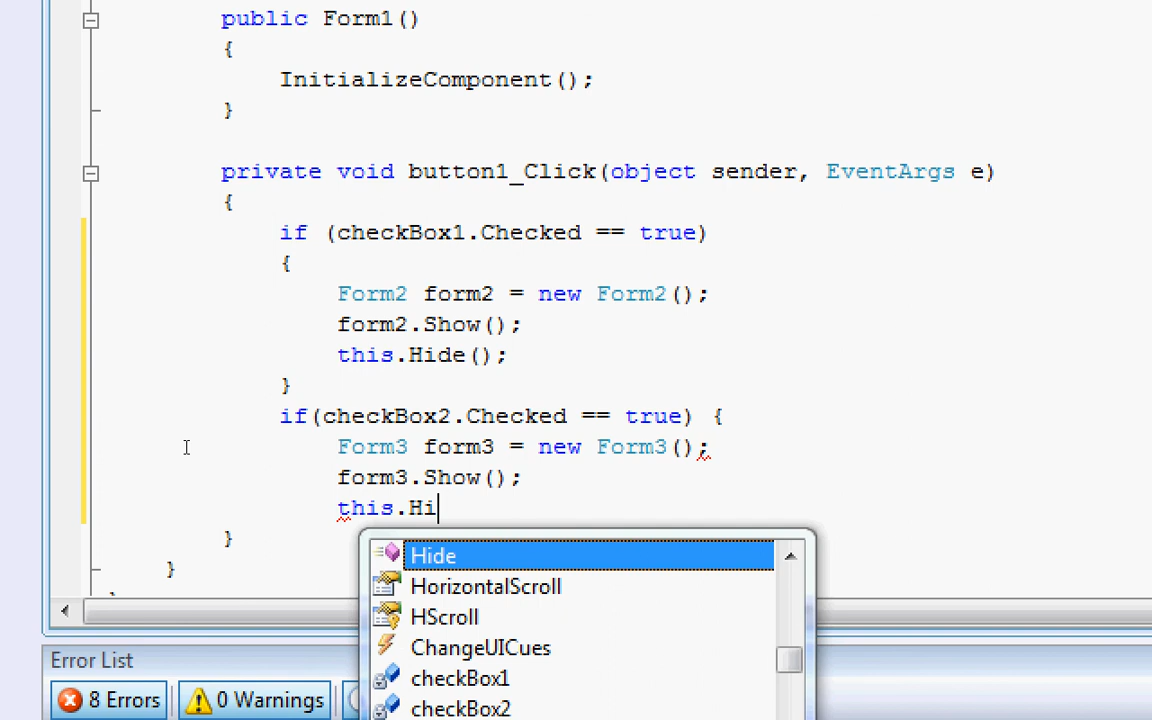 public Form1()
{
InitializeComponent();
}
private void button1_Click(object sender, EventArgs e)
{
if (checkBox1.Checked == true)
{
Form2 form2 = new Form2();
form2.Show();
this.Hide();
}
if(checkBox2.Checked == true) {
Form3 form3 = new Form3();
form3.Show();
this.Hi
}
}
Hide
HorizontalScroll
HScroll
ChangeUICues
checkBox1
checkBox2
Error List
8 Errors
0 Warnings